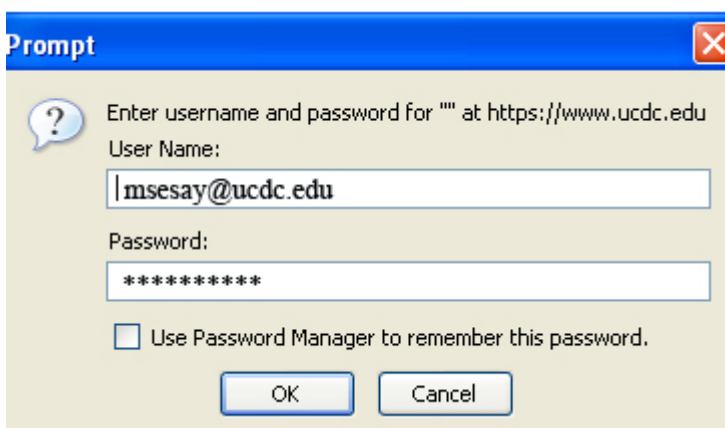 Prompt
Enter username and password for "" at https://www.ucdc.edu
User Name:
msesay@ucdc.edu
Password:
**********
Use Password Manager to remember this password.
OK
Cancel